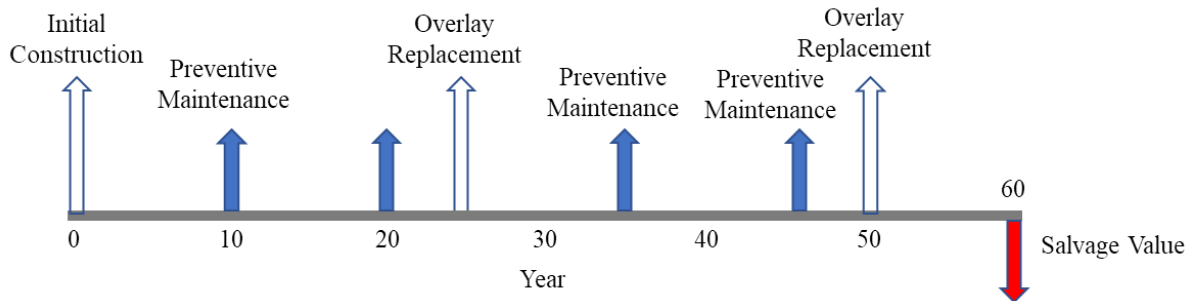 Initial
Construction
Preventive
Maintenance
Overlay
Replacement
Preventive
Maintenance
Preventive
Maintenance
Overlay
Replacement
60
0 10 20 30 40 50
Salvage Value
Year